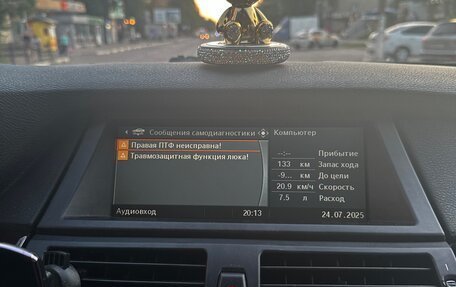 Сообщения самодиагностики
Компьютер
Правая ПТФ неисправна!
Травмозащитная функция люка!
--:-- Прибытие
133 км Запас хода
-9... км До цели
20.9 км/ч Скорость
7.5 л Расход
Аудиовход 20:13 24.07.2025